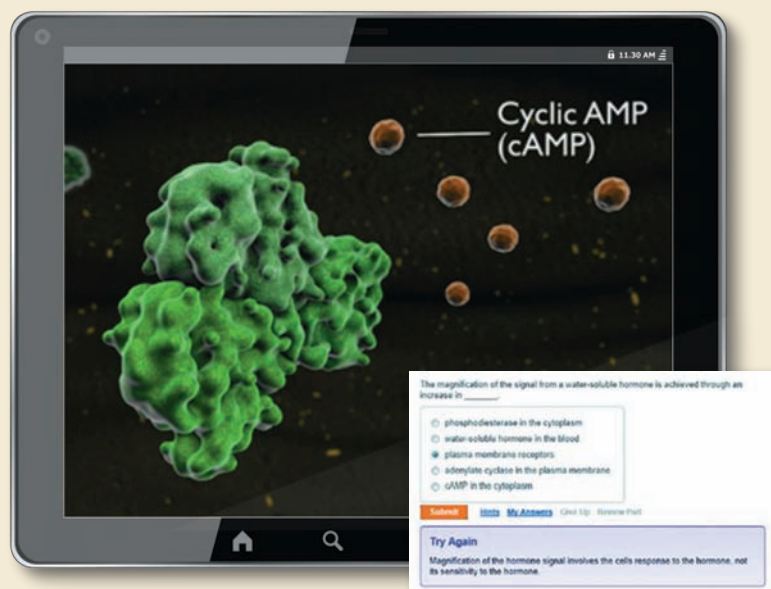 11.30 AM
Cyclic AMP
(cAMP)
The magnification of the signal from a water-soluble hormone is achieved through an
increase in ______.
phosphodiesterase in the cytoplasm
water-soluble hormone in the blood
plasma membrane receptors
adenylate cyclase in the plasma membrane
cAMP in the cytoplasm
Submit Hints My Answers Give Up Review Part
Try Again
Magnification of the hormone signal involves the cells response to the hormone, not
its sensitivity to the hormone.